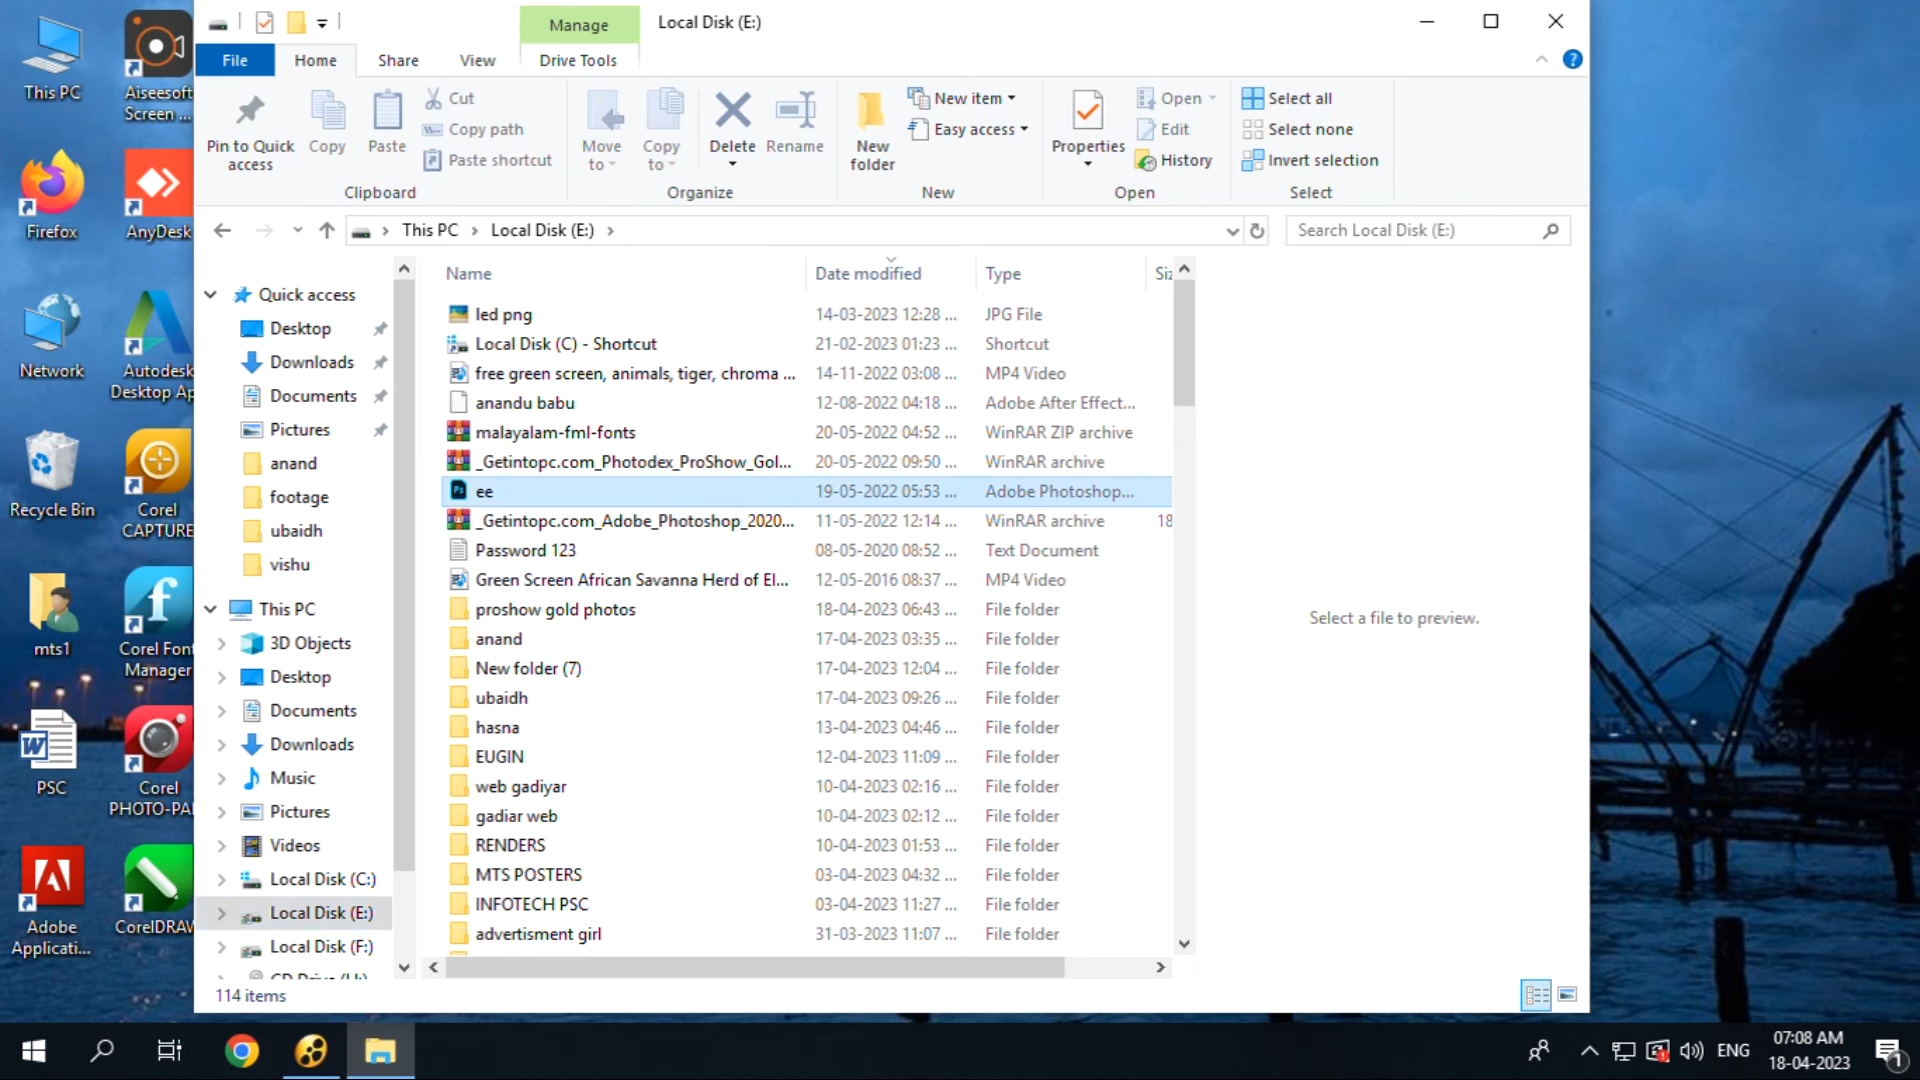 Manage
Local Disk (E:)
File
Home
Share
View
Drive Tools
Pin to Quick access
Copy
Paste
Cut
Copy path
Paste shortcut
Clipboard
Move to
Copy to
Delete
Rename
Organize
New folder
New item
Easy access
New
Properties
Open
Edit
History
Open
Select all
Select none
Invert selection
Select
This PC > Local Disk (E:) >
Search Local Disk (E:)
Name Date modified Type Siz
led png 14-03-2023 12:28 ... JPG File
Local Disk (C) - Shortcut 21-02-2023 01:23 ... Shortcut
free green screen, animals, tiger, chroma ... 14-11-2022 03:08 ... MP4 Video
anandu babu 12-08-2022 04:18 ... Adobe After Effect...
malayalam-fml-fonts 20-05-2022 04:52 ... WinRAR ZIP archive
_Getintopc.com_Photodex_ProShow_Gol... 20-05-2022 09:50 ... WinRAR archive
ee 19-05-2022 05:53 ... Adobe Photoshop...
_Getintopc.com_Adobe_Photoshop_2020... 11-05-2022 12:14 ... WinRAR archive 18
Password 123 08-05-2020 08:52 ... Text Document
Green Screen African Savanna Herd of El... 12-05-2016 08:37 ... MP4 Video
proshow gold photos 18-04-2023 06:43 ... File folder
anand 17-04-2023 03:35 ... File folder
New folder (7) 17-04-2023 12:04 ... File folder
ubaidh 17-04-2023 09:26 ... File folder
hasna 13-04-2023 04:46 ... File folder
EUGIN 12-04-2023 11:09 ... File folder
web gadiyar 10-04-2023 02:16 ... File folder
gadiar web 10-04-2023 02:12 ... File folder
RENDERS 10-04-2023 01:53 ... File folder
MTS POSTERS 03-04-2023 04:32 ... File folder
INFOTECH PSC 03-04-2023 11:27 ... File folder
advertisment girl 31-03-2023 11:07 ... File folder
Quick access
Desktop
Downloads
Documents
Pictures
anand
footage
ubaidh
vishu
This PC
3D Objects
Desktop
Documents
Downloads
Music
Pictures
Videos
Local Disk (C:)
Local Disk (E:)
Local Disk (F:)
Select a file to preview.
114 items
This PC
Aiseesoft
Screen ...
Firefox
AnyDesk
Network
Autodesk
Desktop Ap
Recycle Bin
Corel
CAPTURE
mts1
Corel Font
Manager
PSC
Corel
PHOTO-PAI
Adobe
Applicati...
CorelDRAW
ENG
07:08 AM
18-04-2023
1